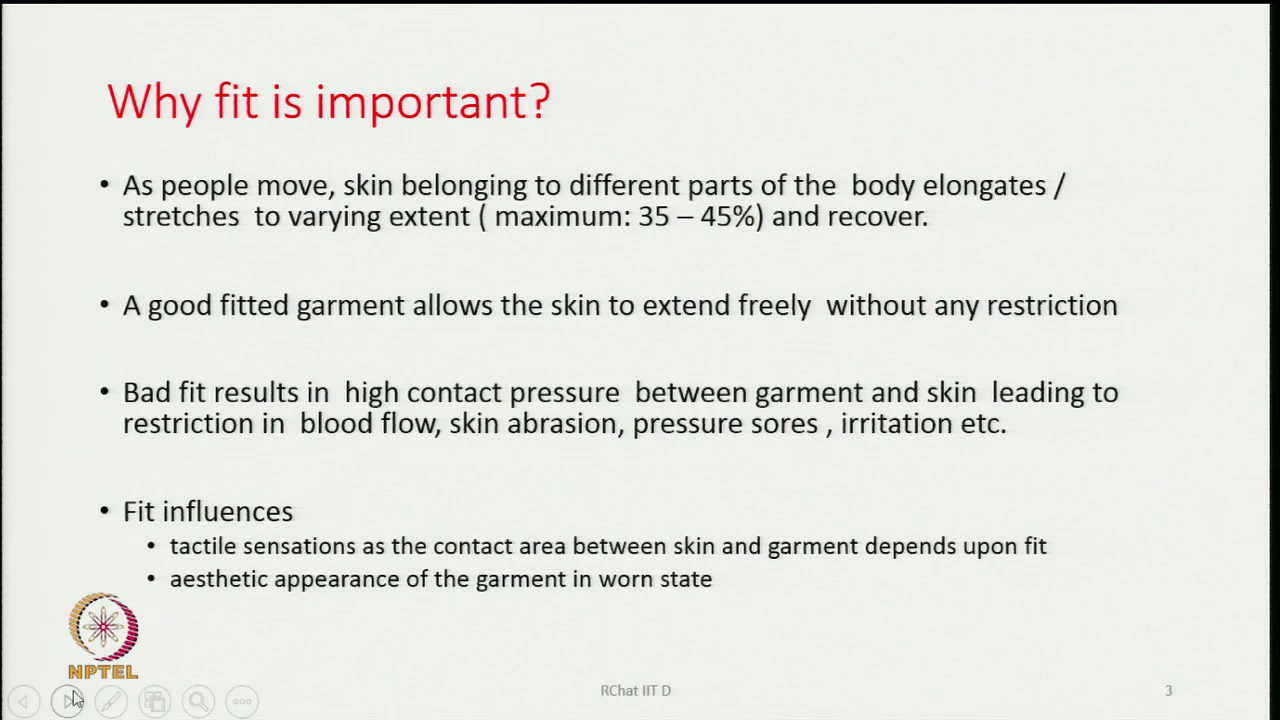 Why fit is important?
• As people move, skin belonging to different parts of the body elongates /
stretches to varying extent ( maximum: 35 – 45%) and recover.
• A good fitted garment allows the skin to extend freely without any restriction
• Bad fit results in high contact pressure between garment and skin leading to
restriction in blood flow, skin abrasion, pressure sores , irritation etc.
• Fit influences
• tactile sensations as the contact area between skin and garment depends upon fit
• aesthetic appearance of the garment in worn state
NPTEL
RChat IIT D
3